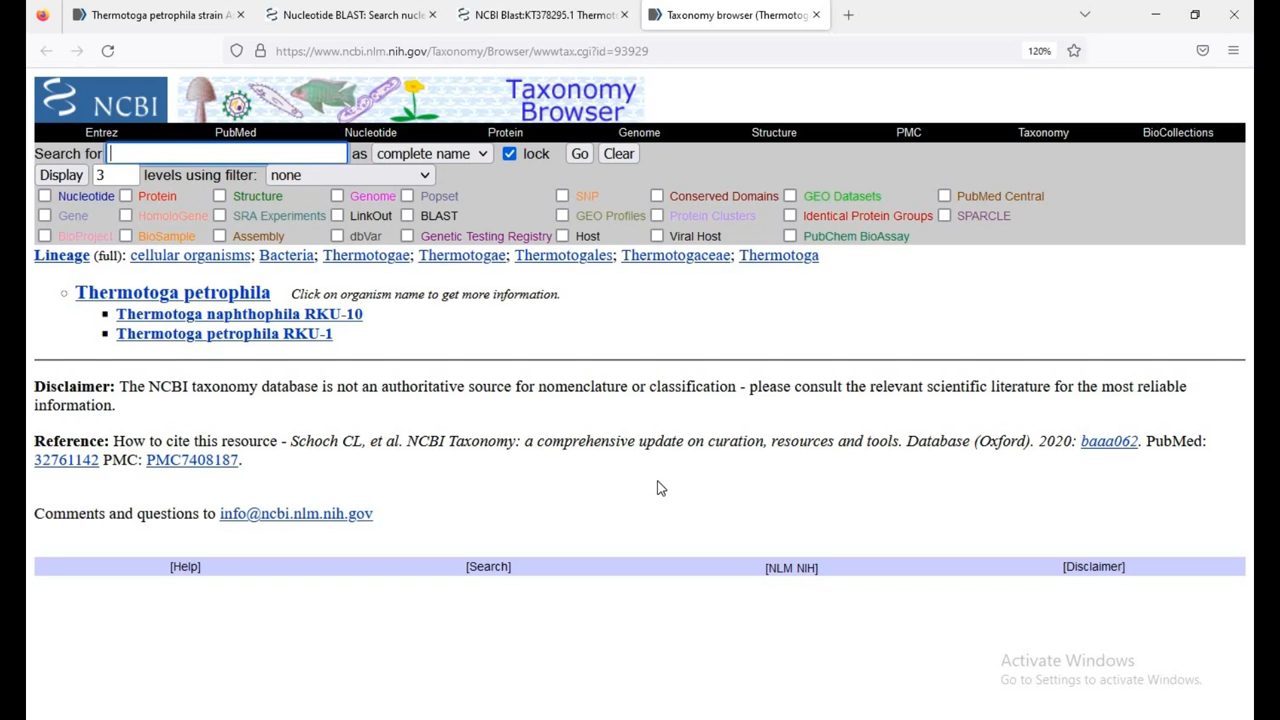 Thermotoga petrophila strain A
Nucleotide BLAST: Search nucle
NCBI Blast:KT378295.1 Thermot
Taxonomy browser (Thermotog
https://www.ncbi.nlm.nih.gov/Taxonomy/Browser/wwwtax.cgi?id=93929
120%
NCBI
Taxonomy
Browser
Entrez PubMed Nucleotide Protein Genome Structure PMC Taxonomy BioCollections
Search for as complete name lock Go Clear
Display 3 levels using filter: none
Nucleotide Protein Structure Genome Popset SNP Conserved Domains GEO Datasets PubMed Central
Gene HomoloGene SRA Experiments LinkOut BLAST GEO Profiles Protein Clusters Identical Protein Groups SPARCLE
BioProject BioSample Assembly dbVar Genetic Testing Registry Host Viral Host PubChem BioAssay
Lineage (full): cellular organisms; Bacteria; Thermotogae; Thermotogae; Thermotogales; Thermotogaceae; Thermotoga
Thermotoga petrophila Click on organism name to get more information.
Thermotoga naphthophila RKU-10
Thermotoga petrophila RKU-1
Disclaimer: The NCBI taxonomy database is not an authoritative source for nomenclature or classification - please consult the relevant scientific literature for the most reliable
information.
Reference: How to cite this resource - Schoch CL, et al. NCBI Taxonomy: a comprehensive update on curation, resources and tools. Database (Oxford). 2020: baaa062. PubMed:
32761142 PMC: PMC7408187.
Comments and questions to info@ncbi.nlm.nih.gov
[Help] [Search] [NLM NIH] [Disclaimer]
Activate Windows
Go to Settings to activate Windows.